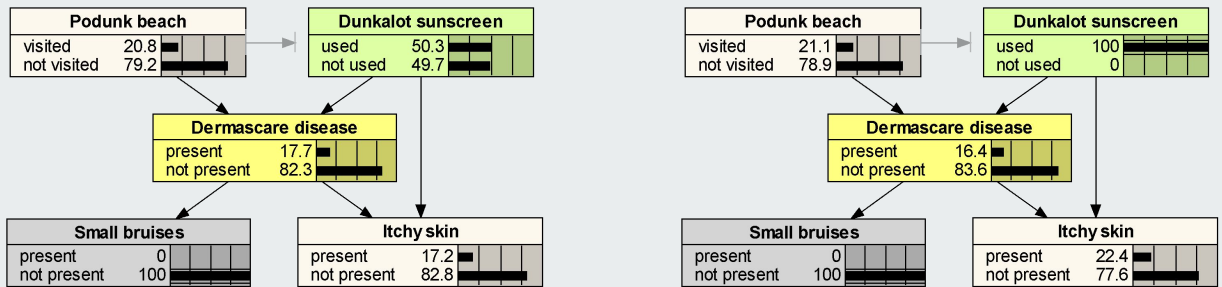 Podunk beach
visited 20.8
not visited 79.2
Dunkalot sunscreen
used 50.3
not used 49.7
Dermascare disease
present 17.7
not present 82.3
Small bruises
present 0
not present 100
Itchy skin
present 17.2
not present 82.8
Podunk beach
visited 21.1
not visited 78.9
Dunkalot sunscreen
used 100
not used 0
Dermascare disease
present 16.4
not present 83.6
Small bruises
present 0
not present 100
Itchy skin
present 22.4
not present 77.6